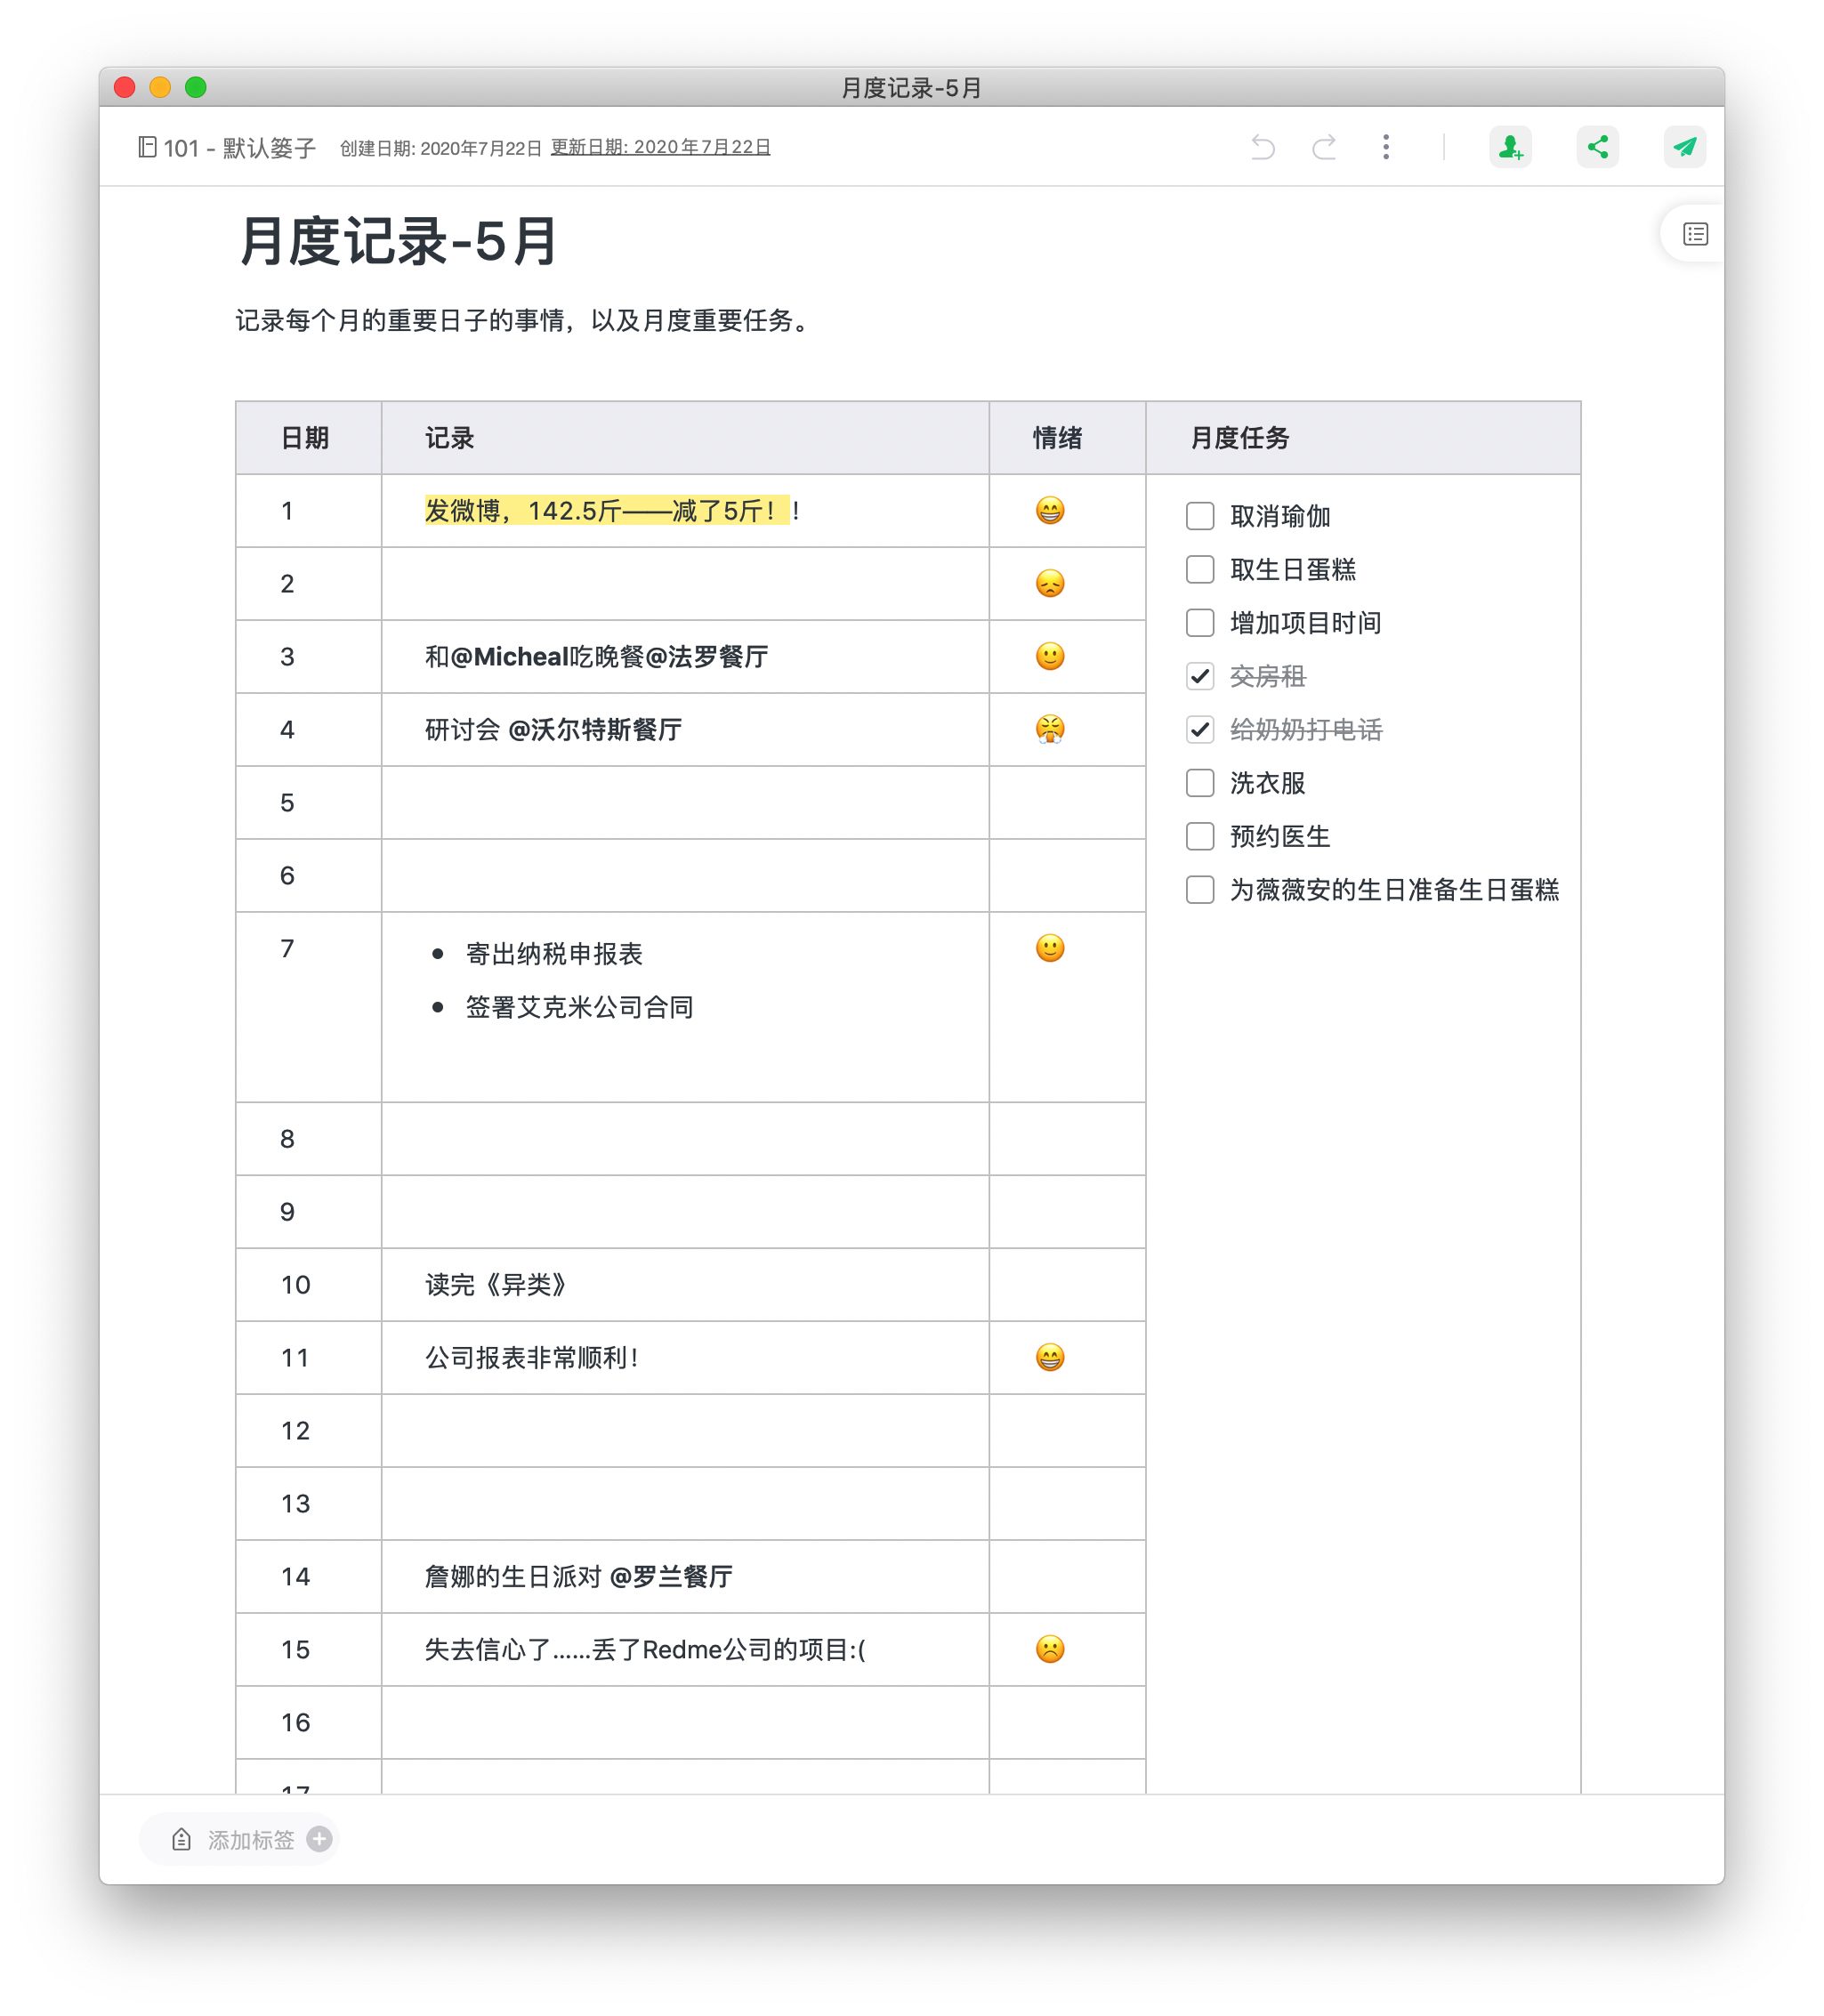 月度记录-5月
101 - 默认篓子 创建日期: 2020年7月22日 更新日期: 2020年7月22日
月度记录-5月
记录每个月的重要日子的事情，以及月度重要任务。
日期 记录 情绪 月度任务
1 发微博，142.5斤——减了5斤！！ 😁
2 😞
3 和@Micheal吃晚餐@法罗餐厅 🙂
4 研讨会 @沃尔特斯餐厅 😤
5
6
7 🙂
• 寄出纳税申报表
• 签署艾克米公司合同
8
9
10 读完《异类》
11 公司报表非常顺利！ 😁
12
13
14 詹娜的生日派对 @罗兰餐厅
15 失去信心了……丢了Redme公司的项目:( ☹️
16
17
取消瑜伽
取生日蛋糕
增加项目时间
交房租
给奶奶打电话
洗衣服
预约医生
为薇薇安的生日准备生日蛋糕
添加标签